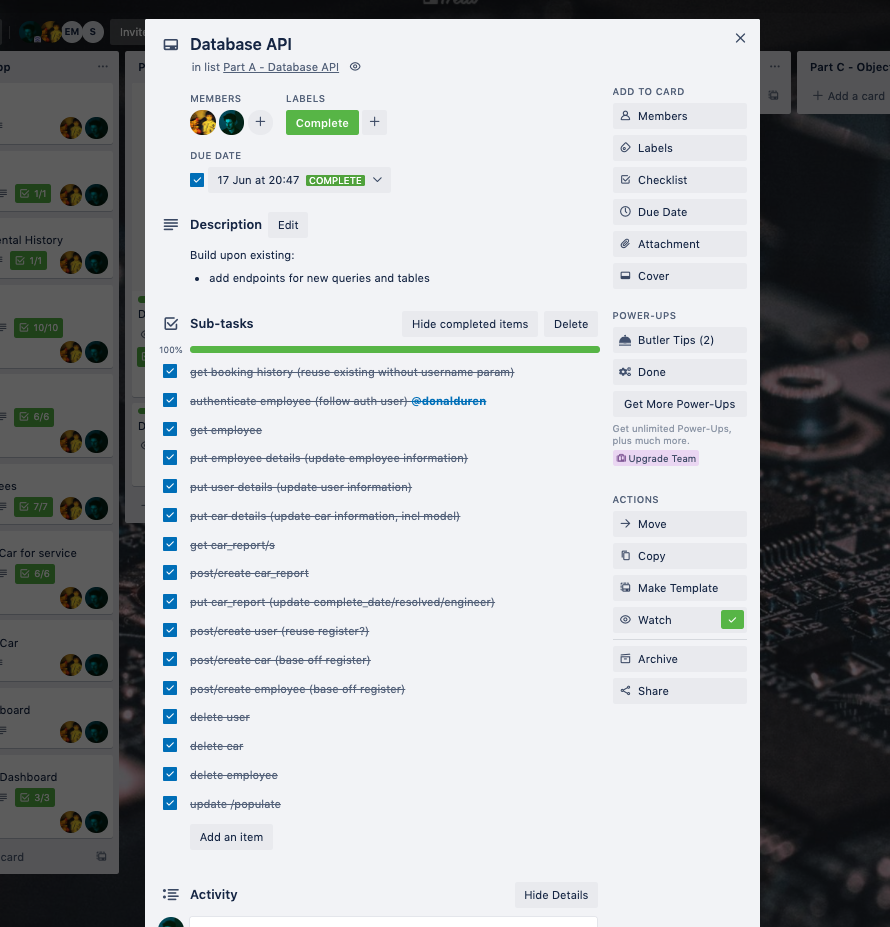 EM
S
Invite
pp
P
Part C - Objec
+ Add a card
1/1
ental History
1/1
10/10
6/6
ees
7/7
Car for service
6/6
Car
board
Dashboard
3/3
card
Database API
in list Part A - Database API
MEMBERS
LABELS
Complete
DUE DATE
17 Jun at 20:47 COMPLETE
Description Edit
Build upon existing:
• add endpoints for new queries and tables
Sub-tasks Hide completed items Delete
100%
get booking history (reuse existing without username param)
authenticate employee (follow auth user) @donalduren
get employee
put employee details (update employee information)
put user details (update user information)
put car details (update car information, incl model)
get car_report/s
post/create car_report
put car_report (update complete_date/resolved/engineer)
post/create user (reuse register?)
post/create car (base off register)
post/create employee (base off register)
delete user
delete car
delete employee
update /populate
Add an item
Activity Hide Details
ADD TO CARD
Members
Labels
Checklist
Due Date
Attachment
Cover
POWER-UPS
Butler Tips (2)
Done
Get More Power-Ups
Get unlimited Power-Ups,
plus much more.
Upgrade Team
ACTIONS
Move
Copy
Make Template
Watch
Archive
Share